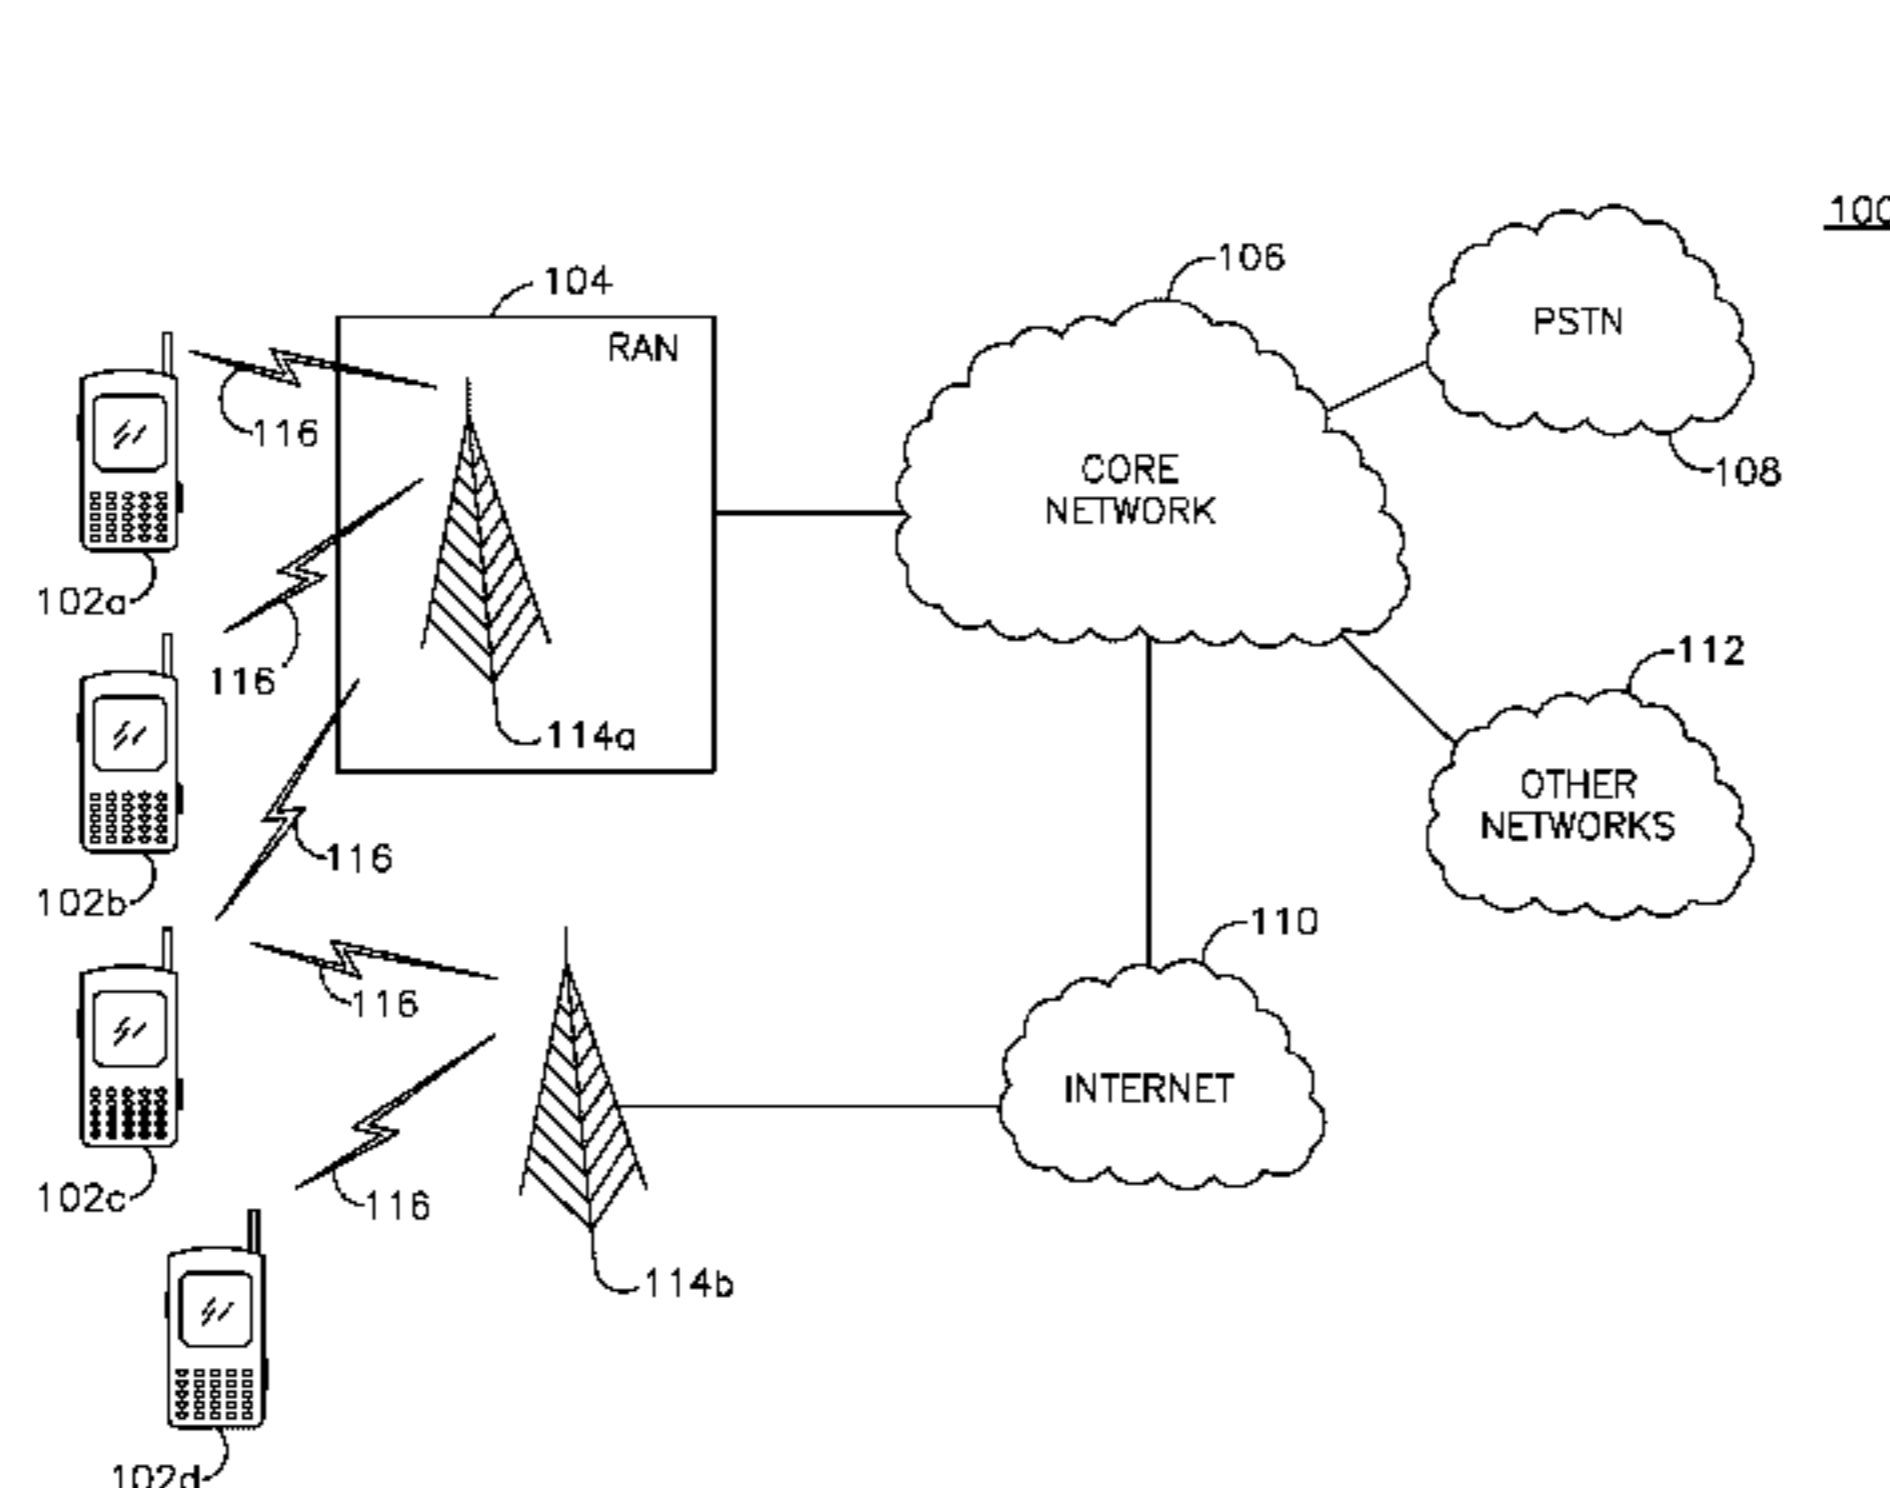 100
106
PSTN
104
RAN
116
CORE
NETWORK
108
102a
116
112
114a
OTHER
NETWORKS
116
102b
110
116
INTERNET
102c
116
114b
102d